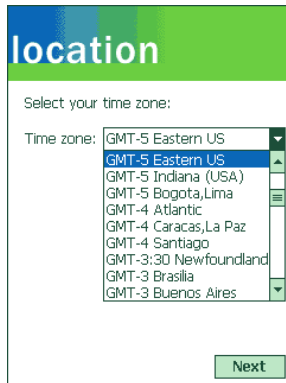 location
Select your time zone:
Time zone: GMT-5 Eastern US
GMT-5 Eastern US
GMT-5 Indiana (USA)
GMT-5 Bogota,Lima
GMT-4 Atlantic
GMT-4 Caracas,La Paz
GMT-4 Santiago
GMT-3:30 Newfoundland
GMT-3 Brasilia
GMT-3 Buenos Aires
Next